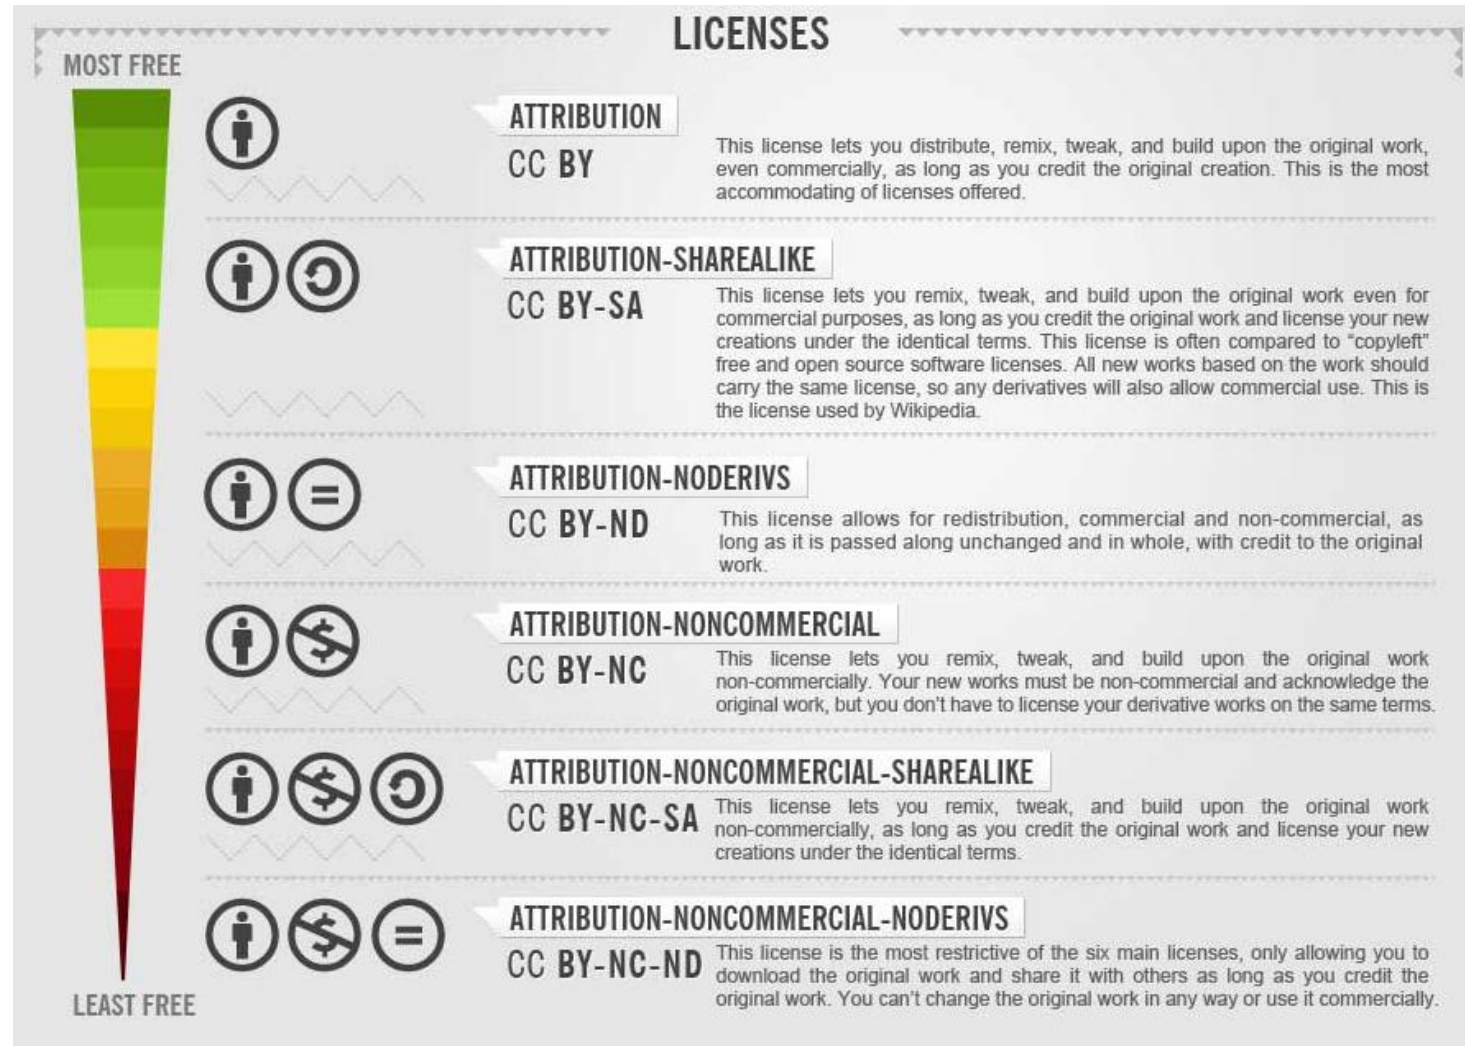 LICENSES
MOST FREE
ATTRIBUTION
CC BY
This license lets you distribute, remix, tweak, and build upon the original work,
even commercially, as long as you credit the original creation. This is the most
accommodating of licenses offered.
ATTRIBUTION-SHAREALIKE
CC BY-SA
This license lets you remix, tweak, and build upon the original work even for
commercial purposes, as long as you credit the original work and license your new
creations under the identical terms. This license is often compared to “copyleft”
free and open source software licenses. All new works based on the work should
carry the same license, so any derivatives will also allow commercial use. This is
the license used by Wikipedia.
ATTRIBUTION-NODERIVS
CC BY-ND
This license allows for redistribution, commercial and non-commercial, as
long as it is passed along unchanged and in whole, with credit to the original
work.
ATTRIBUTION-NONCOMMERCIAL
CC BY-NC
This license lets you remix, tweak, and build upon the original work
non-commercially. Your new works must be non-commercial and acknowledge the
original work, but you don't have to license your derivative works on the same terms.
ATTRIBUTION-NONCOMMERCIAL-SHAREALIKE
CC BY-NC-SA
This license lets you remix, tweak, and build upon the original work
non-commercially, as long as you credit the original work and license your new
creations under the identical terms.
ATTRIBUTION-NONCOMMERCIAL-NODERIVS
CC BY-NC-ND
This license is the most restrictive of the six main licenses, only allowing you to
download the original work and share it with others as long as you credit the
original work. You can't change the original work in any way or use it commercially.
LEAST FREE